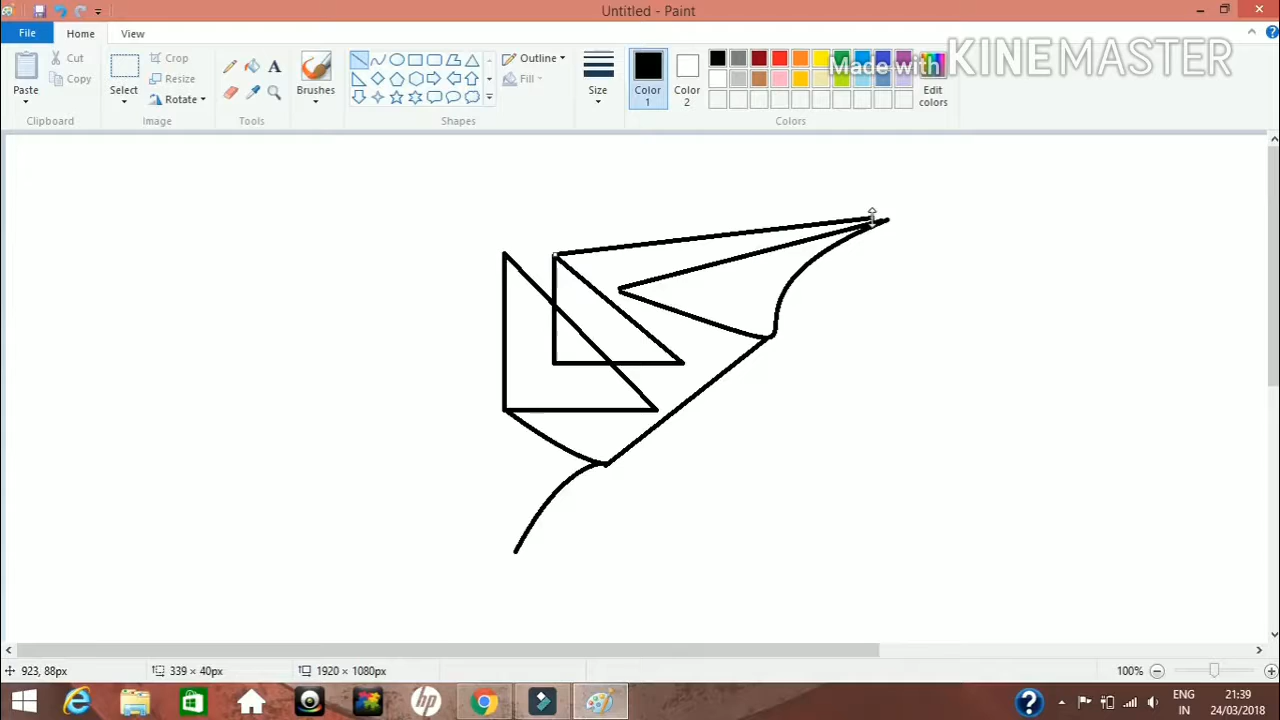 Untitled - Paint
File Home View
Cut
Copy
Paste
Clipboard
Select
Crop
Resize
Rotate
Image
Tools
Brushes
Shapes
Outline
Fill
Size
Color 1
Color 2
Edit colors
Colors
Made with KINEMASTER
923, 88px 339 × 40px 1920 × 1080px 100%
ENG 21:39
IN 24/03/2018